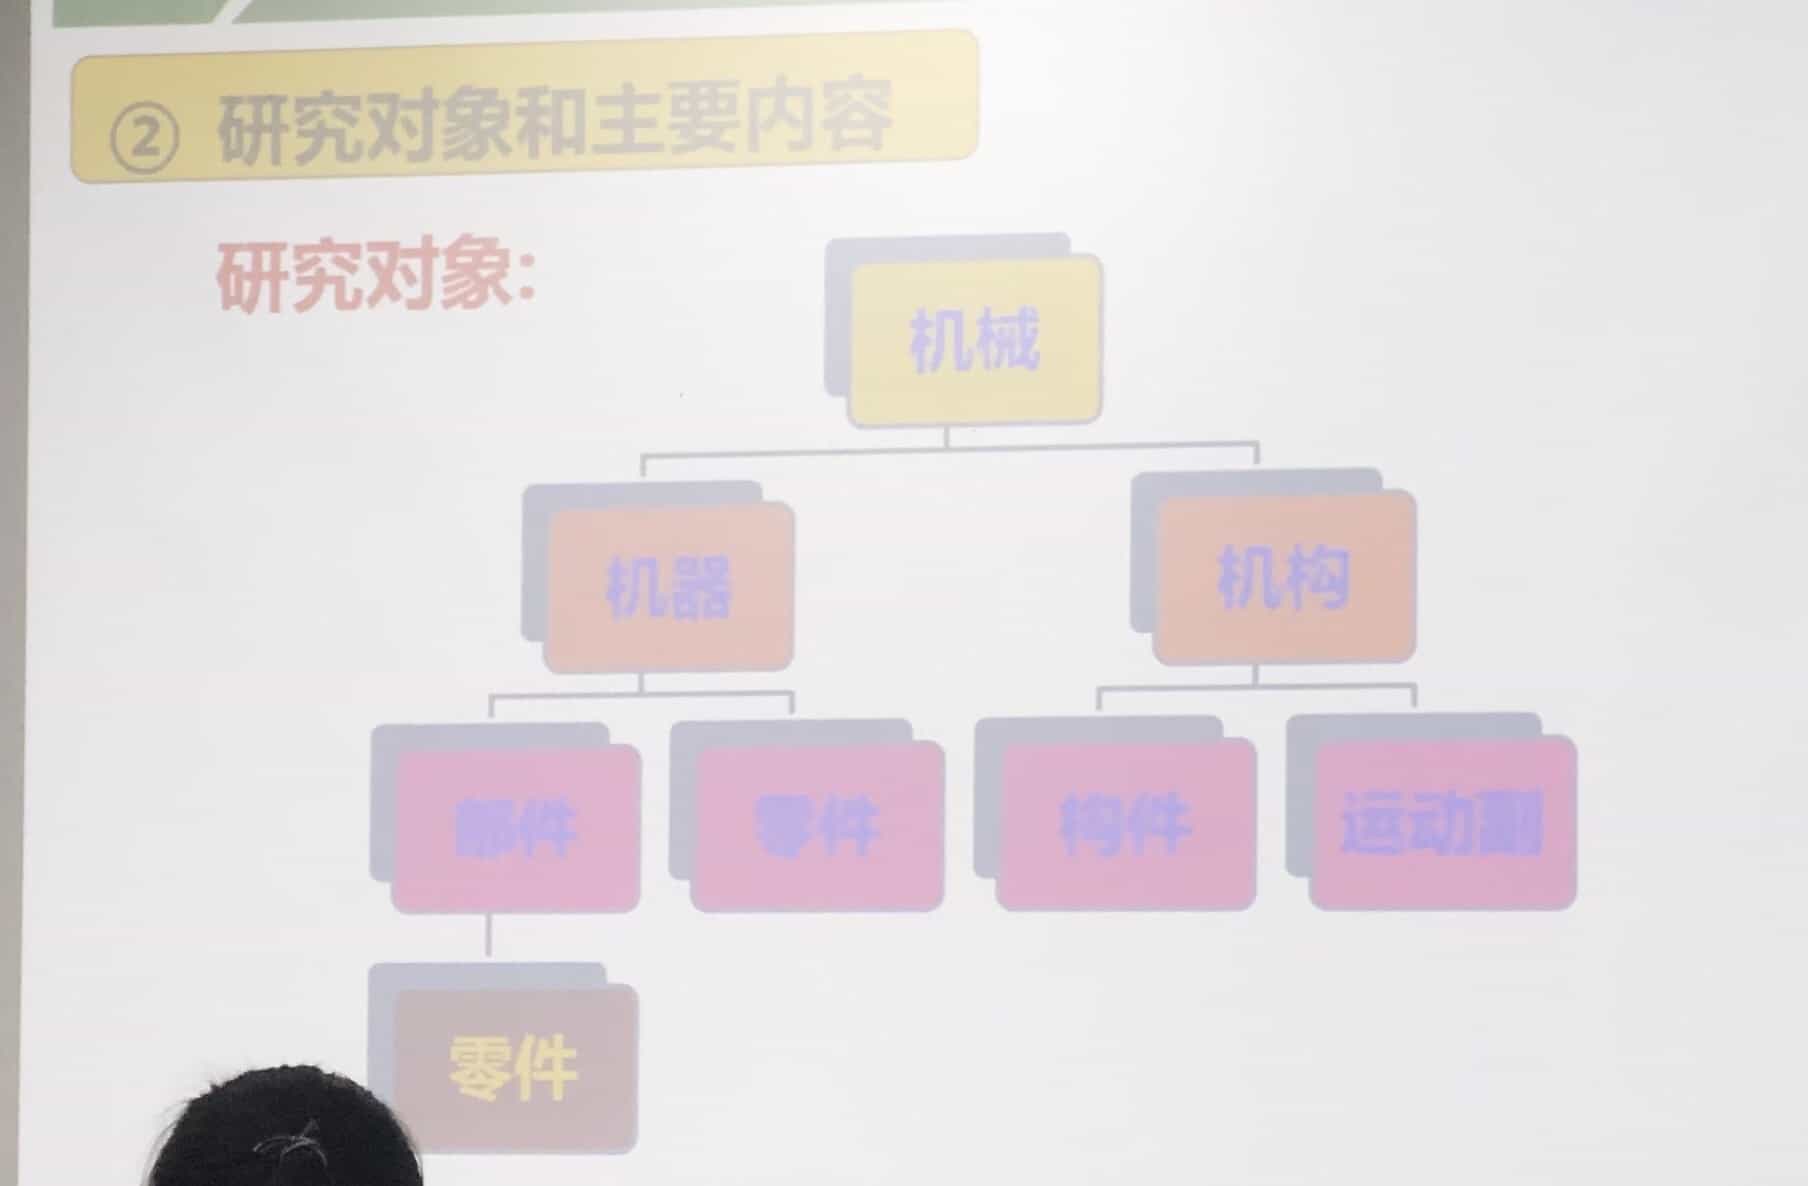 ② 研究对象和主要内容
研究对象:
机械
机器
机构
部件
零件
构件
运动副
零件